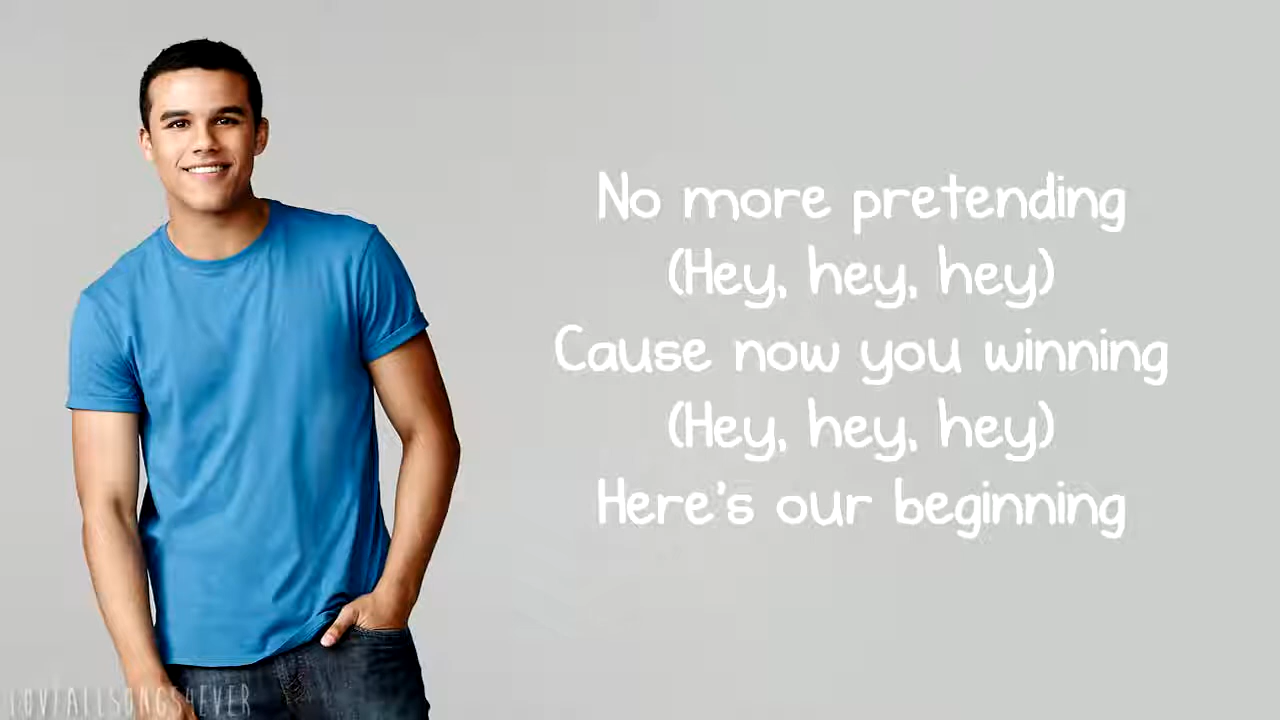 No more pretending
(Hey, hey, hey)
Cause now you winning
(Hey, hey, hey)
Here's our beginning
LOVEALLSONGS4EVER